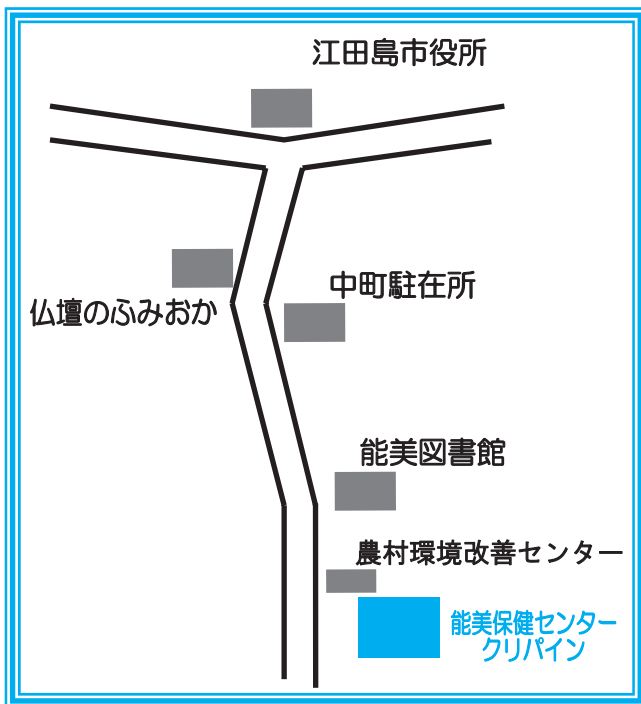 江田島市役所
中町駐在所
仏壇のふみおか
能美図書館
農村環境改善センター
能美保健センター
クリパイン